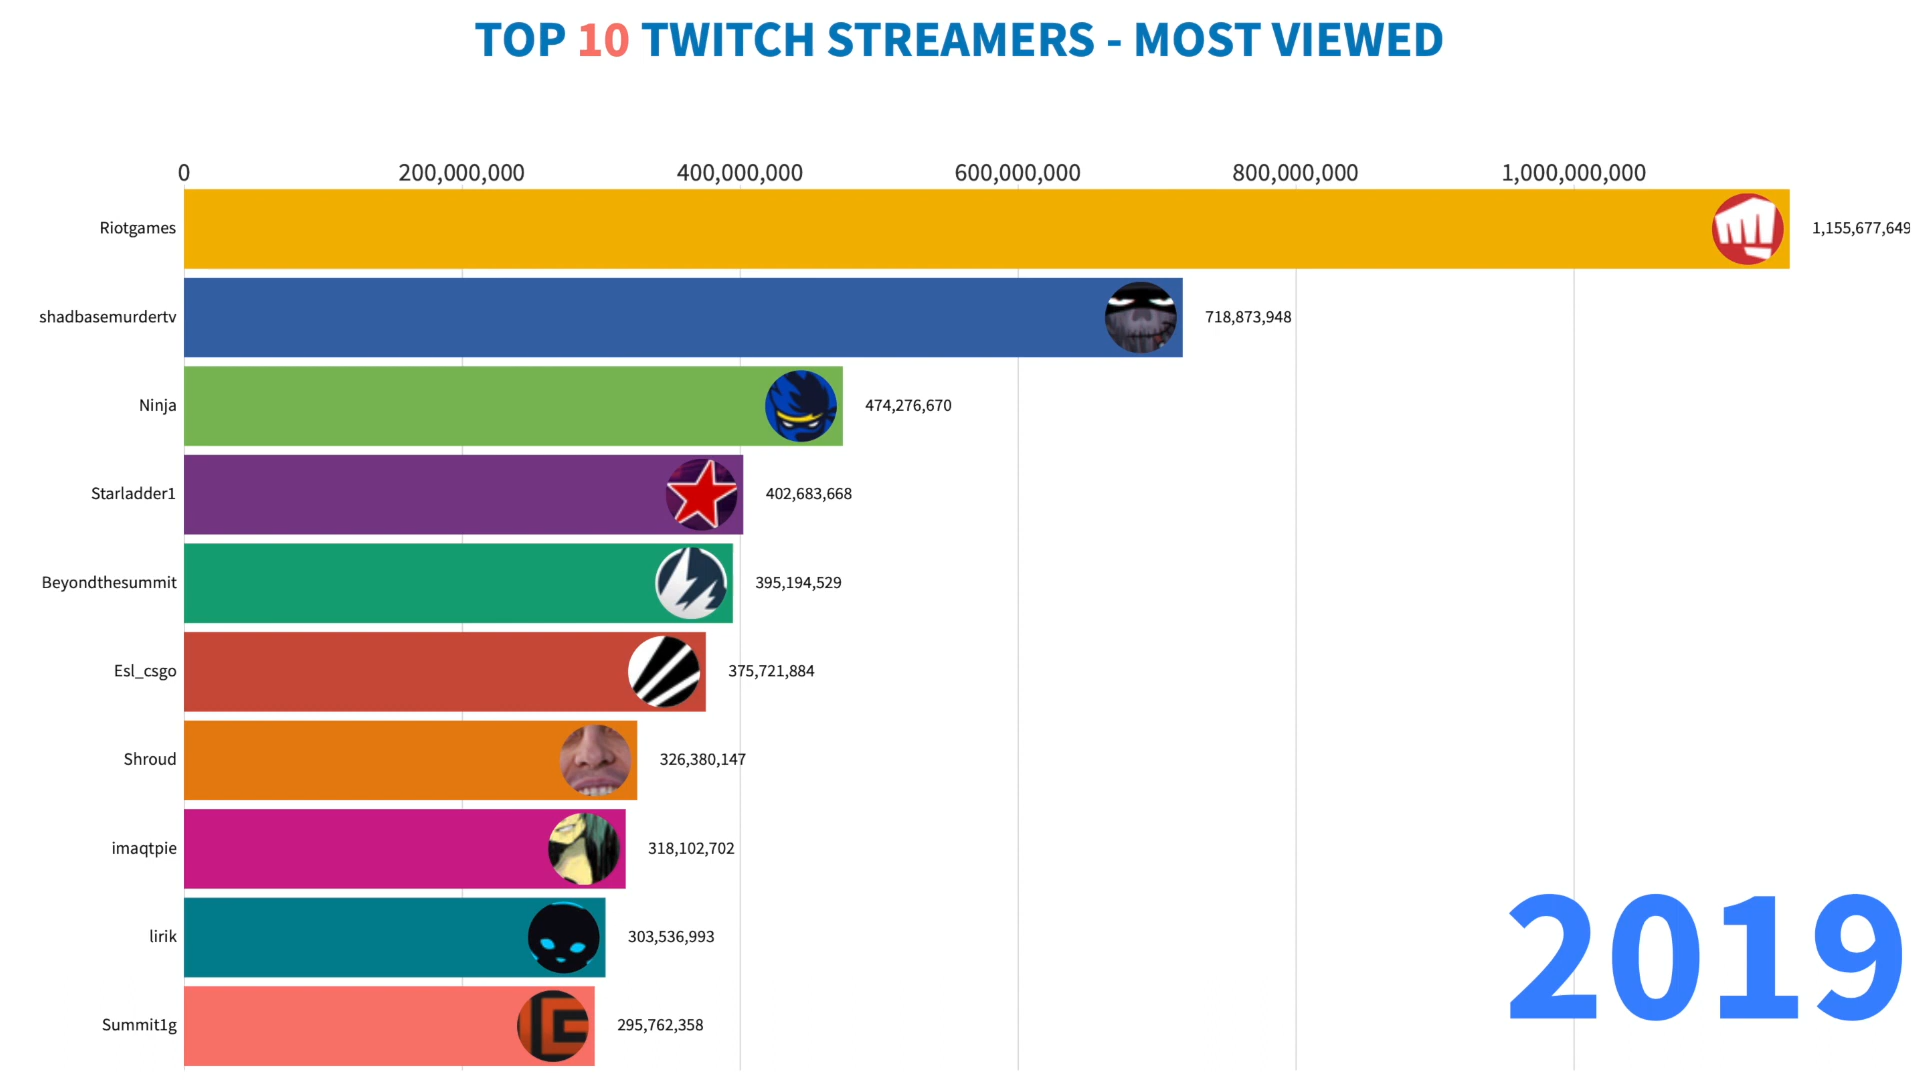 TOP 10 TWITCH STREAMERS - MOST VIEWED
0 200,000,000 400,000,000 600,000,000 800,000,000 1,000,000,000
Riotgames 1,155,677,649
shadbasemurdertv 718,873,948
Ninja 474,276,670
Starladder1 402,683,668
Beyondthesummit 395,194,529
Esl_csgo 375,721,884
Shroud 326,380,147
imaqtpie 318,102,702
lirik 303,536,993
Summit1g 295,762,358
2019